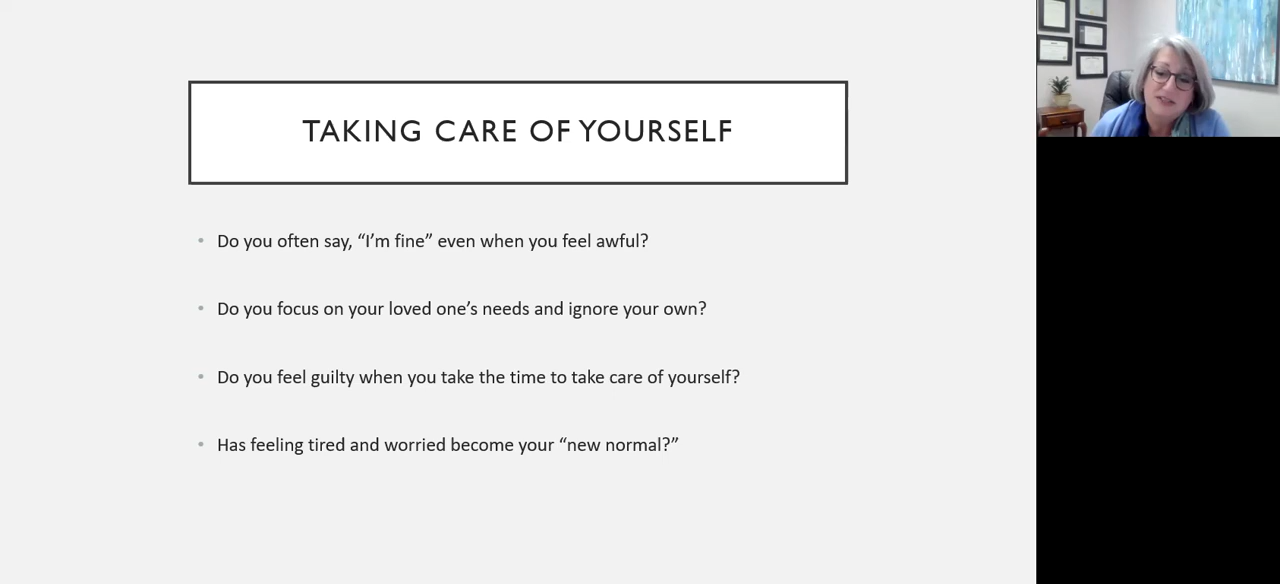 TAKING CARE OF YOURSELF
• Do you often say, “I’m fine” even when you feel awful?
• Do you focus on your loved one’s needs and ignore your own?
• Do you feel guilty when you take the time to take care of yourself?
• Has feeling tired and worried become your “new normal?”